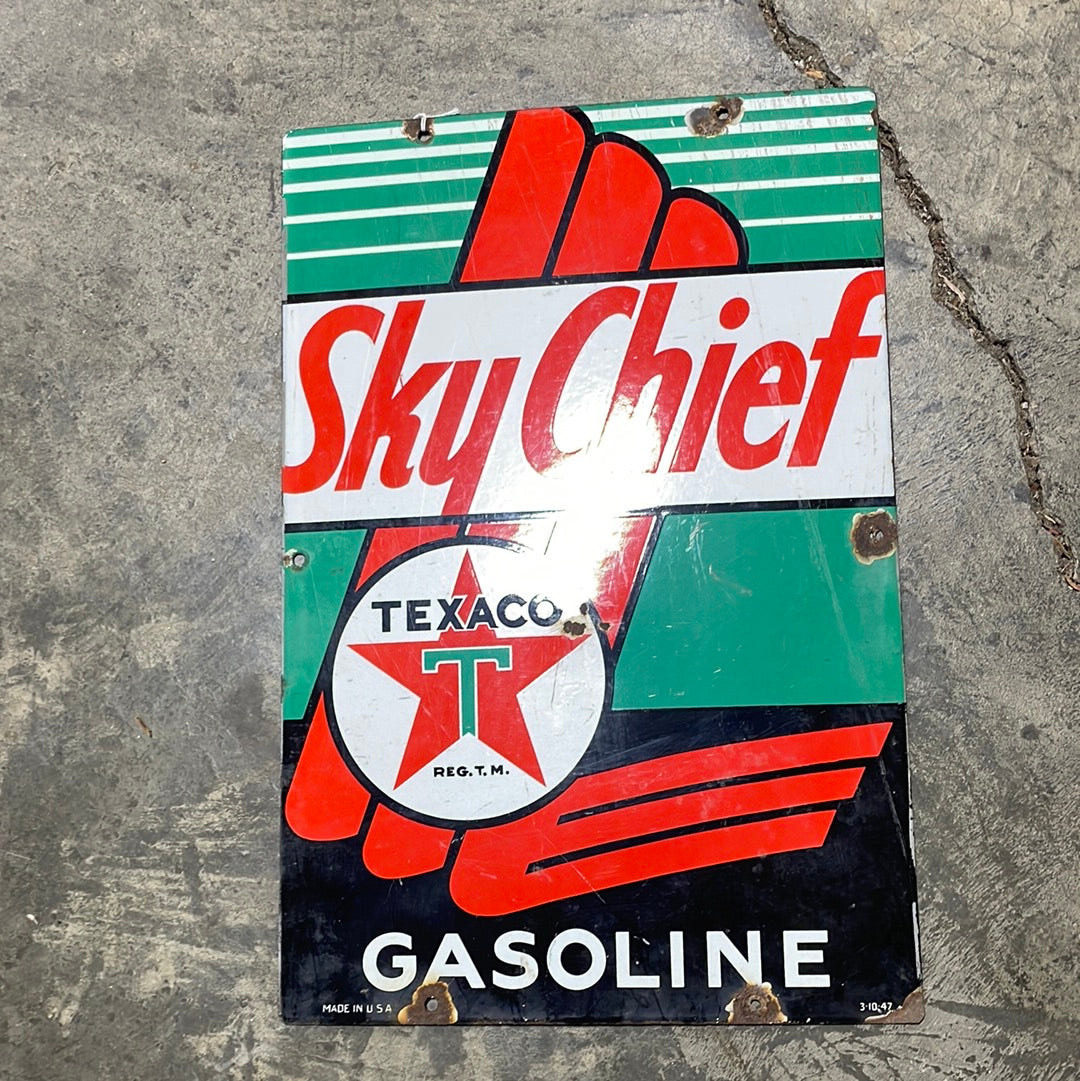 Sky Chief
TEXACO
T
REG. T. M.
GASOLINE
MADE IN U S A 3-10-47